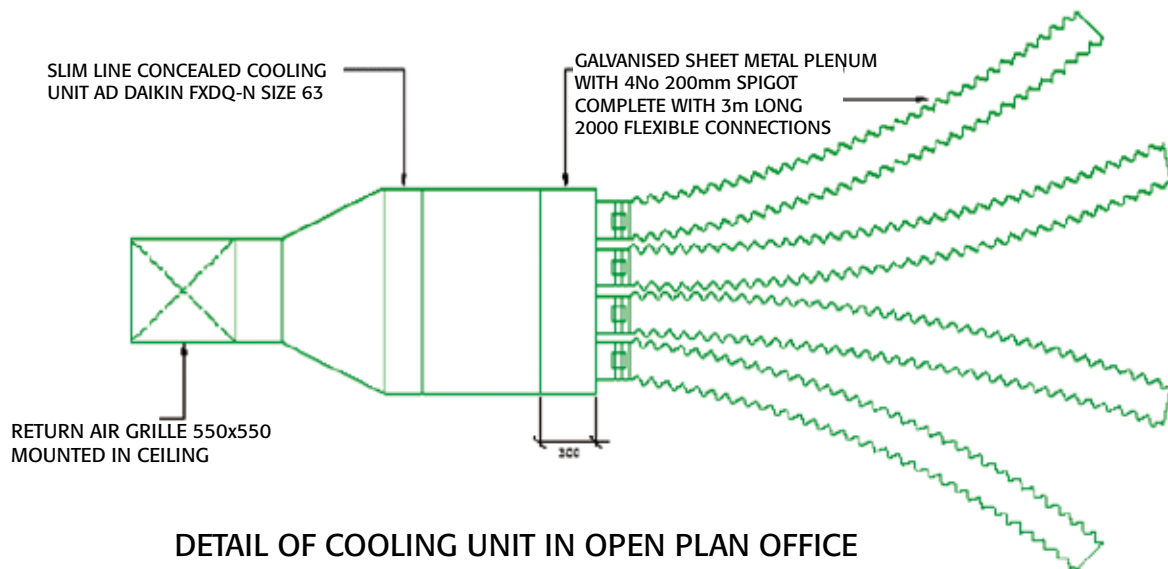 SLIM LINE CONCEALED COOLING
UNIT AD DAIKIN FXDQ-N SIZE 63
GALVANISED SHEET METAL PLENUM
WITH 4No 200mm SPIGOT
COMPLETE WITH 3m LONG
2000 FLEXIBLE CONNECTIONS
RETURN AIR GRILLE 550x550
MOUNTED IN CEILING
300
DETAIL OF COOLING UNIT IN OPEN PLAN OFFICE